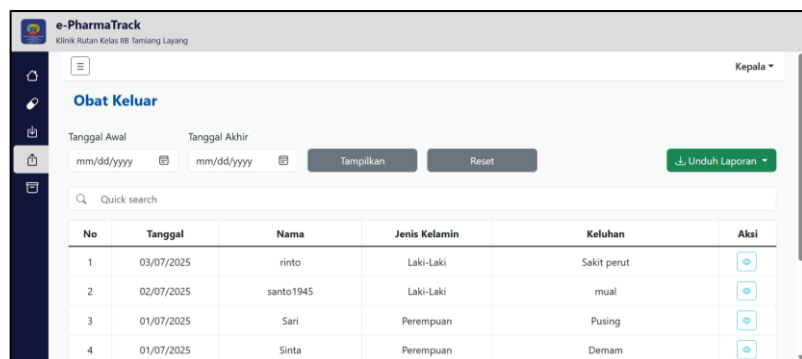 e-PharmaTrack
Klinik Rutan Kelas IIB Tamiang Layang
Kepala
Obat Keluar
Tanggal Awal Tanggal Akhir
mm/dd/yyyy mm/dd/yyyy Tampilkan Reset Unduh Laporan
Quick search
No Tanggal Nama Jenis Kelamin Keluhan Aksi
1 03/07/2025 rinto Laki-Laki Sakit perut
2 02/07/2025 santo1945 Laki-Laki mual
3 01/07/2025 Sari Perempuan Pusing
4 01/07/2025 Sinta Perempuan Demam